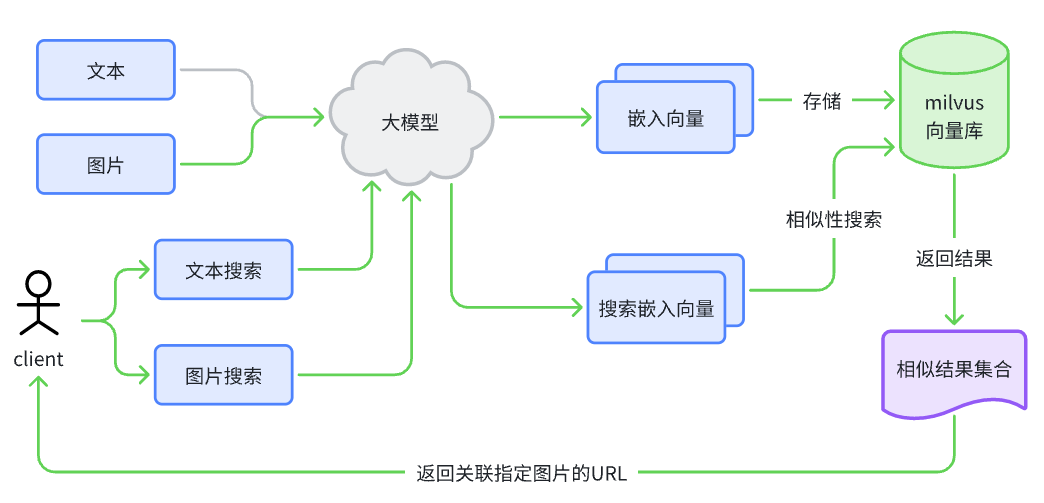 文本
图片
大模型
嵌入向量
存储
milvus
向量库
相似性搜索
返回结果
文本搜索
图片搜索
搜索嵌入向量
client
相似结果集合
返回关联指定图片的URL